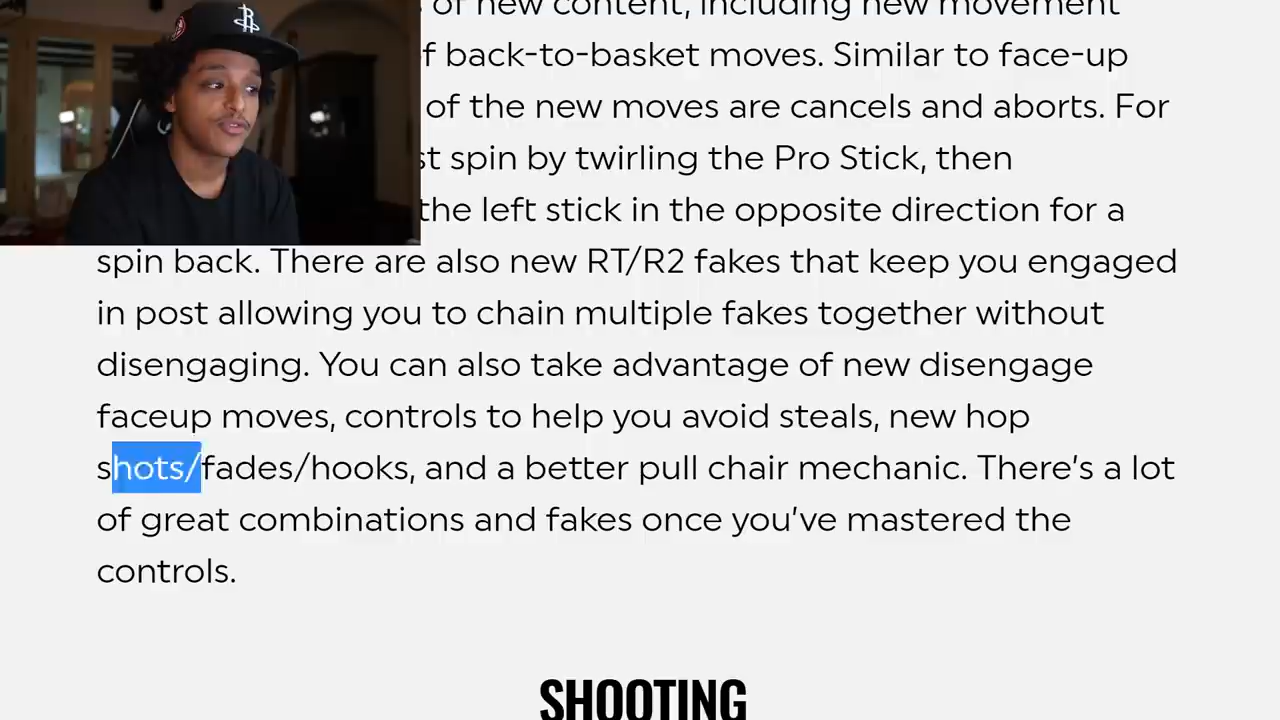 of new content, including new movement
of back-to-basket moves. Similar to face-up
of the new moves are cancels and aborts. For
spin by twirling the Pro Stick, then
the left stick in the opposite direction for a
spin back. There are also new RT/R2 fakes that keep you engaged
in post allowing you to chain multiple fakes together without
disengaging. You can also take advantage of new disengage
faceup moves, controls to help you avoid steals, new hop
shots/fades/hooks, and a better pull chair mechanic. There's a lot
of great combinations and fakes once you've mastered the
controls.
SHOOTING